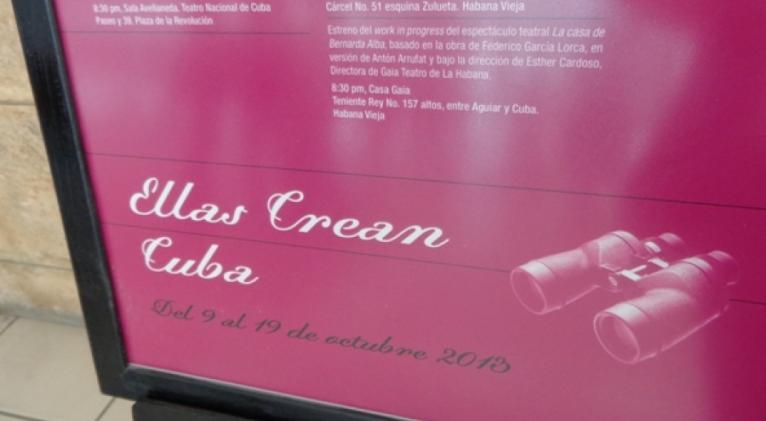 8:30 pm, Sala Avellaneda. Teatro Nacional de Cuba
Paseo y 39. Plaza de la Revolución
Cárcel No. 51 esquina Zulueta. Habana Vieja
Estreno del work in progress del espectáculo teatral La casa de
Bernarda Alba, basado en la obra de Federico García Lorca, en
versión de Antón Arrufat y bajo la dirección de Esther Cardoso,
Directora de Gaia Teatro de La Habana.
8:30 pm, Casa Gaia
Teniente Rey No. 157 altos, entre Aguiar y Cuba.
Habana Vieja
Ellas Crean
Cuba
Del 9 al 19 de octubre 2013